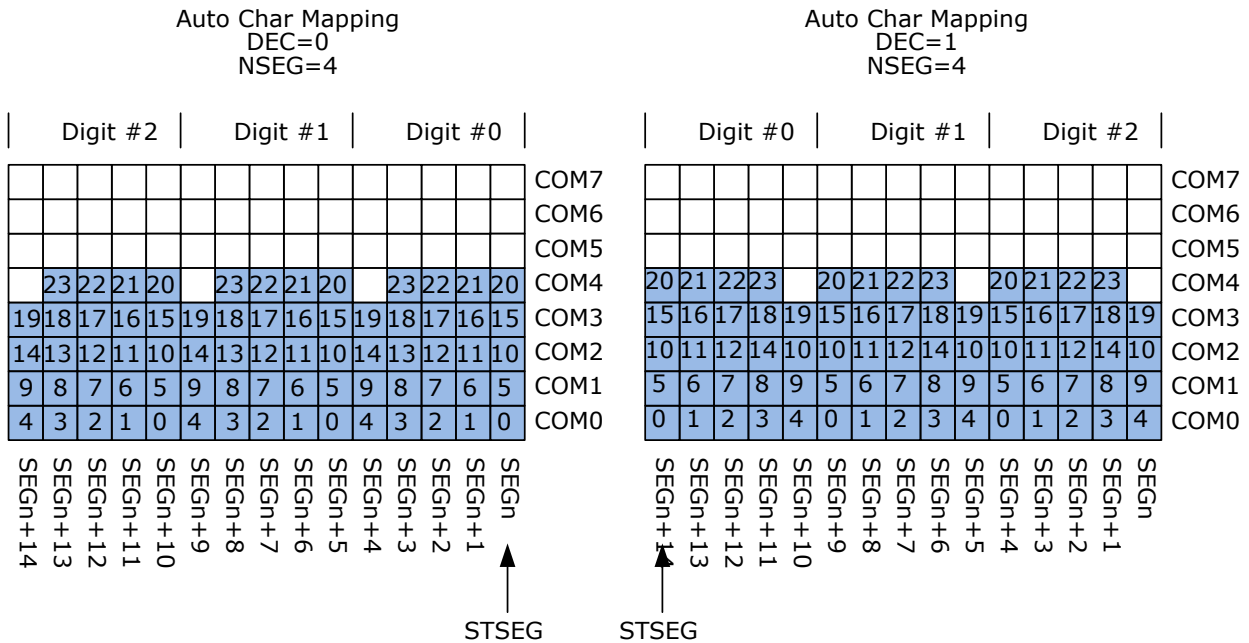 Auto Char Mapping
DEC=0
NSEG=4
Digit #2 Digit #1 Digit #0
COM7
COM6
COM5
23 22 21 20 23 22 21 20 23 22 21 20 COM4
19 18 17 16 15 19 18 17 16 15 19 18 17 16 15 COM3
14 13 12 11 10 14 13 12 11 10 14 13 12 11 10 COM2
9 8 7 6 5 9 8 7 6 5 9 8 7 6 5 COM1
4 3 2 1 0 4 3 2 1 0 4 3 2 1 0 COM0
SEGn+14 SEGn+13 SEGn+12 SEGn+11 SEGn+10 SEGn+9 SEGn+8 SEGn+7 SEGn+6 SEGn+5 SEGn+4 SEGn+3 SEGn+2 SEGn+1 SEGn
STSEG
Auto Char Mapping
DEC=1
NSEG=4
Digit #0 Digit #1 Digit #2
COM7
COM6
COM5
20 21 22 23 20 21 22 23 20 21 22 23 COM4
15 16 17 18 19 15 16 17 18 19 15 16 17 18 19 COM3
10 11 12 14 10 10 11 12 14 10 10 11 12 14 10 COM2
5 6 7 8 9 5 6 7 8 9 5 6 7 8 9 COM1
0 1 2 3 4 0 1 2 3 4 0 1 2 3 4 COM0
SEGn+14 SEGn+13 SEGn+12 SEGn+11 SEGn+10 SEGn+9 SEGn+8 SEGn+7 SEGn+6 SEGn+5 SEGn+4 SEGn+3 SEGn+2 SEGn+1 SEGn
STSEG